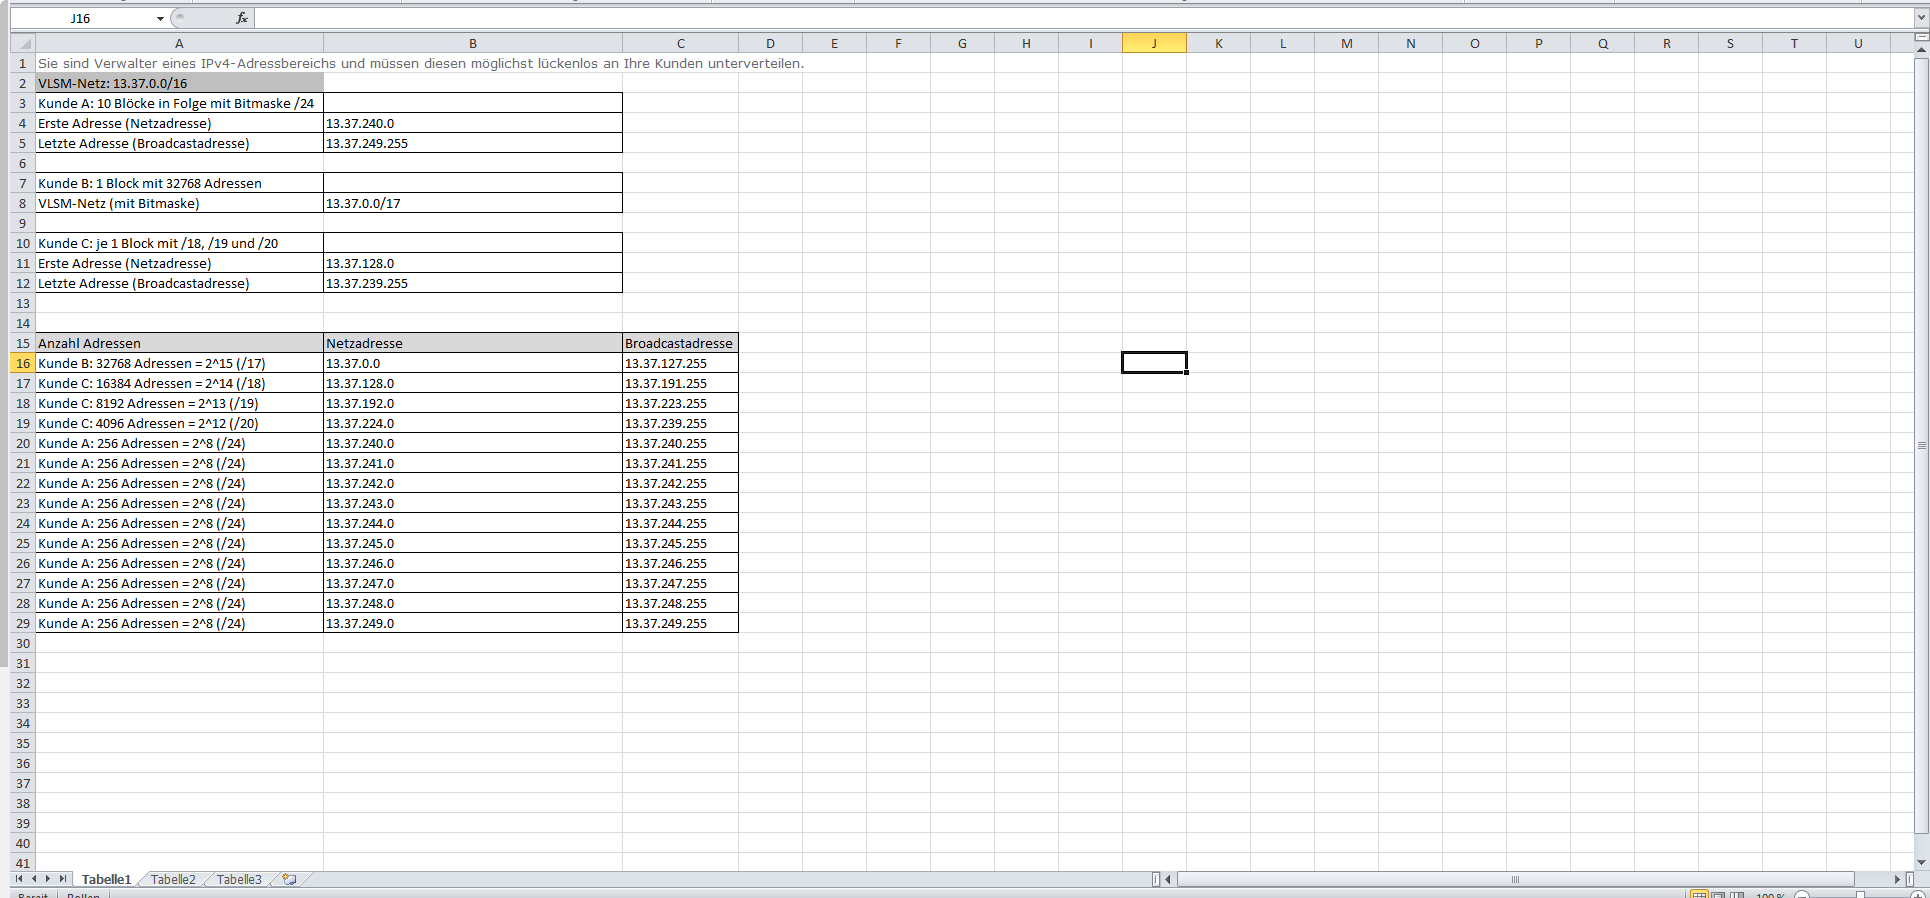 J16 fx
A B C D E F G H I J K L M N O P Q R S T U
1 Sie sind Verwalter eines IPv4-Adressbereichs und müssen diesen möglichst lückenlos an Ihre Kunden unterverteilen.
2 VLSM-Netz: 13.37.0.0/16
3 Kunde A: 10 Blöcke in Folge mit Bitmaske /24
4 Erste Adresse (Netzadresse) 13.37.240.0
5 Letzte Adresse (Broadcastadresse) 13.37.249.255
6
7 Kunde B: 1 Block mit 32768 Adressen
8 VLSM-Netz (mit Bitmaske) 13.37.0.0/17
9
10 Kunde C: je 1 Block mit /18, /19 und /20
11 Erste Adresse (Netzadresse) 13.37.128.0
12 Letzte Adresse (Broadcastadresse) 13.37.239.255
13
14
15 Anzahl Adressen Netzadresse Broadcastadresse
16 Kunde B: 32768 Adressen = 2^15 (/17) 13.37.0.0 13.37.127.255
17 Kunde C: 16384 Adressen = 2^14 (/18) 13.37.128.0 13.37.191.255
18 Kunde C: 8192 Adressen = 2^13 (/19) 13.37.192.0 13.37.223.255
19 Kunde C: 4096 Adressen = 2^12 (/20) 13.37.224.0 13.37.239.255
20 Kunde A: 256 Adressen = 2^8 (/24) 13.37.240.0 13.37.240.255
21 Kunde A: 256 Adressen = 2^8 (/24) 13.37.241.0 13.37.241.255
22 Kunde A: 256 Adressen = 2^8 (/24) 13.37.242.0 13.37.242.255
23 Kunde A: 256 Adressen = 2^8 (/24) 13.37.243.0 13.37.243.255
24 Kunde A: 256 Adressen = 2^8 (/24) 13.37.244.0 13.37.244.255
25 Kunde A: 256 Adressen = 2^8 (/24) 13.37.245.0 13.37.245.255
26 Kunde A: 256 Adressen = 2^8 (/24) 13.37.246.0 13.37.246.255
27 Kunde A: 256 Adressen = 2^8 (/24) 13.37.247.0 13.37.247.255
28 Kunde A: 256 Adressen = 2^8 (/24) 13.37.248.0 13.37.248.255
29 Kunde A: 256 Adressen = 2^8 (/24) 13.37.249.0 13.37.249.255
30
31
32
33
34
35
36
37
38
39
40
41
Tabelle1 Tabelle2 Tabelle3
Bereit Rollen 100 %